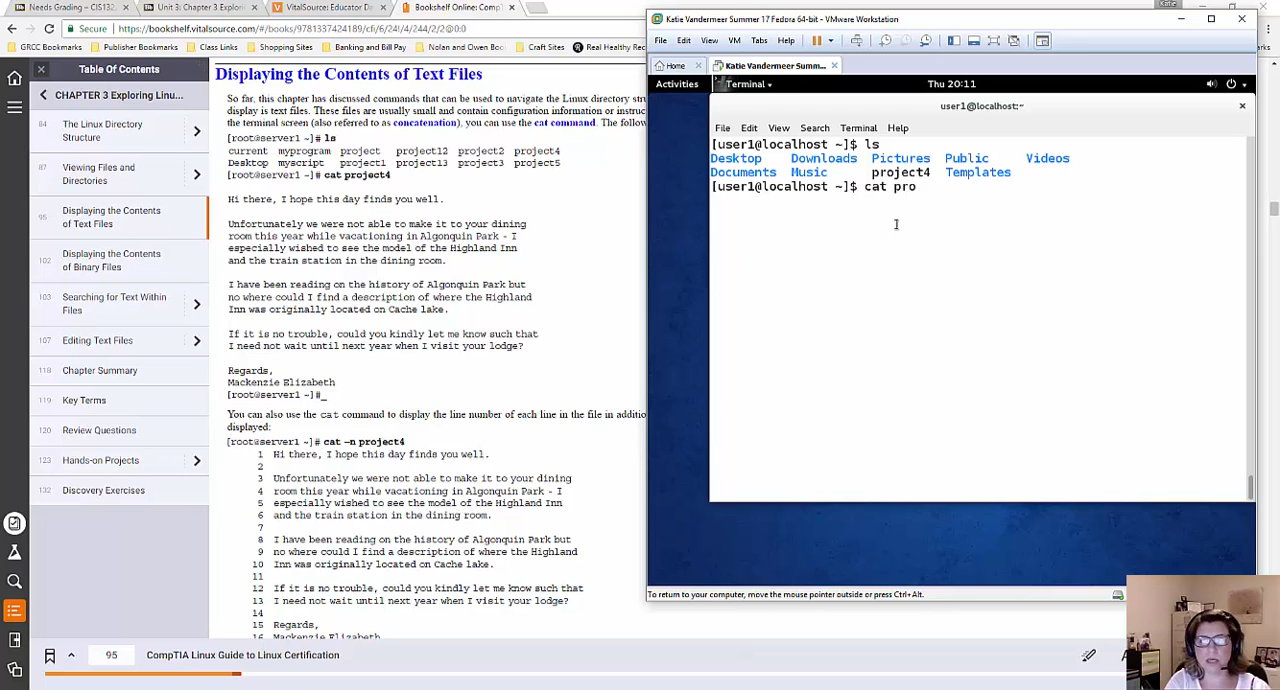 Needs Grading – CIS132,
Unit 3: Chapter 3 Explori
VitalSource: Educator D
Bookshelf Online: Comp
Katie
Secure
https://bookshelf.vitalsource.com/#/books/9781337424189/cfi/6/24!/4/244/2/2@0:0
GRCC Bookmarks
Publisher Bookmarks
Class Links
Shopping Sites
Banking and Bill Pay
Nolan and Owen Boo
Craft Sites
Real Healthy Rec
Table Of Contents
CHAPTER 3 Exploring Linu...
84 The Linux Directory
Structure
87 Viewing Files and
Directories
95 Displaying the Contents
of Text Files
102 Displaying the Contents
of Binary Files
103 Searching for Text Within
Files
107 Editing Text Files
118 Chapter Summary
119 Key Terms
120 Review Questions
123 Hands-on Projects
132 Discovery Exercises
Displaying the Contents of Text Files
So far, this chapter has discussed commands that can be used to navigate the Linux directory stru
display is text files. These files are usually small and contain configuration information or instruc
the terminal screen (also referred to as concatenation), you can use the cat command. The follow
[root@server1 ~]# ls
current myprogram project project12 project2 project4
Desktop myscript project1 project13 project3 project5
[root@server1 ~]# cat project4
Hi there, I hope this day finds you well.
Unfortunately we were not able to make it to your dining
room this year while vacationing in Algonquin Park - I
especially wished to see the model of the Highland Inn
and the train station in the dining room.
I have been reading on the history of Algonquin Park but
no where could I find a description of where the Highland
Inn was originally located on Cache lake.
If it is no trouble, could you kindly let me know such that
I need not wait until next year when I visit your lodge?
Regards,
Mackenzie Elizabeth
[root@server1 ~]#_
You can also use the cat command to display the line number of each line in the file in additio
displayed:
[root@server1 ~]# cat –n project4
1 Hi there, I hope this day finds you well.
2
3 Unfortunately we were not able to make it to your dining
4 room this year while vacationing in Algonquin Park - I
5 especially wished to see the model of the Highland Inn
6 and the train station in the dining room.
7
8 I have been reading on the history of Algonquin Park but
9 no where could I find a description of where the Highland
10 Inn was originally located on Cache lake.
11
12 If it is no trouble, could you kindly let me know such that
13 I need not wait until next year when I visit your lodge?
14
15 Regards,
16 Mackenzie Elizabeth
95 CompTIA Linux Guide to Linux Certification
Katie Vandermeer Summer 17 Fedora 64-bit - VMware Workstation
File Edit View VM Tabs Help
Home
Katie Vandermeer Summ...
Activities
Terminal
Thu 20:11
user1@localhost:~
File Edit View Search Terminal Help
[user1@localhost ~]$ ls
Desktop Downloads Pictures Public Videos
Documents Music project4 Templates
[user1@localhost ~]$ cat pro
To return to your computer, move the mouse pointer outside or press Ctrl+Alt.